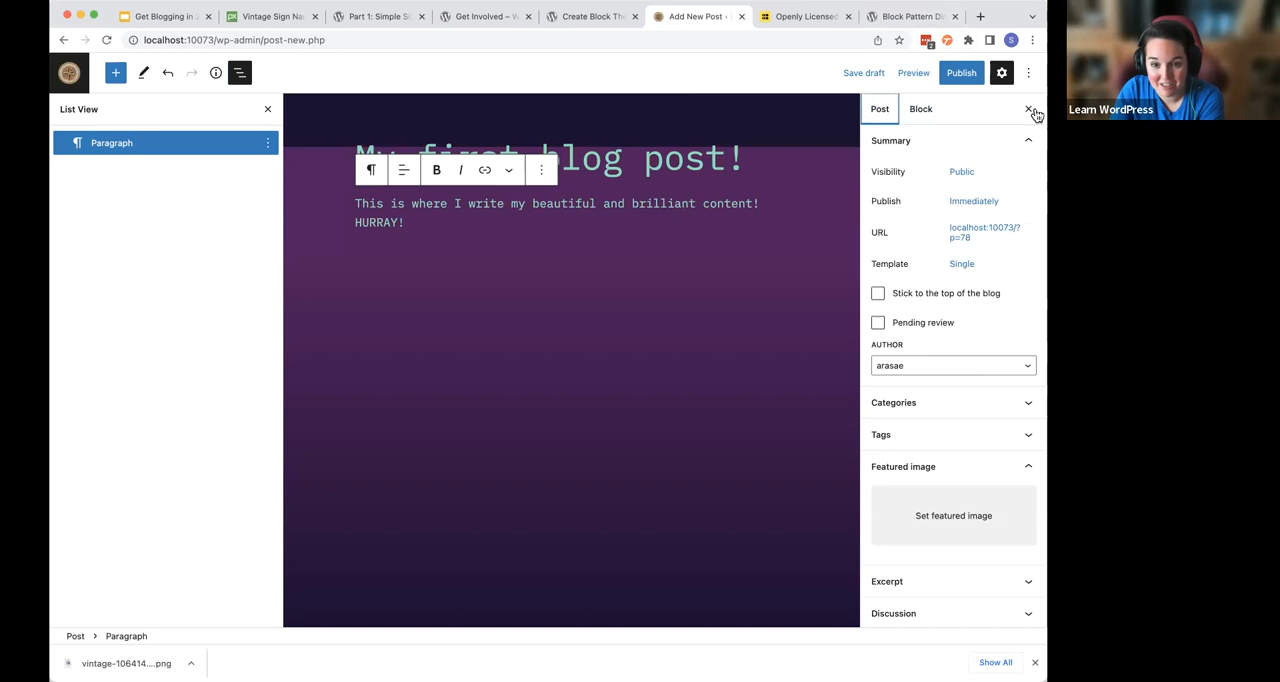 Get Blogging in 2
Vintage Sign Nau
Part 1: Simple Si
Get Involved – W
Create Block The
Add New Post ‹
Openly Licensed
Block Pattern Di
localhost:10073/wp-admin/post-new.php
2
S
Save draft
Preview
Publish
Learn WordPress
List View
Paragraph
My first blog post!
B
I
This is where I write my beautiful and brilliant content!
HURRAY!
Post
Block
Summary
Visibility
Public
Publish
Immediately
URL
localhost:10073/?
p=78
Template
Single
Stick to the top of the blog
Pending review
AUTHOR
arasae
Categories
Tags
Featured image
Set featured image
Excerpt
Discussion
Post › Paragraph
vintage-106414....png
Show All